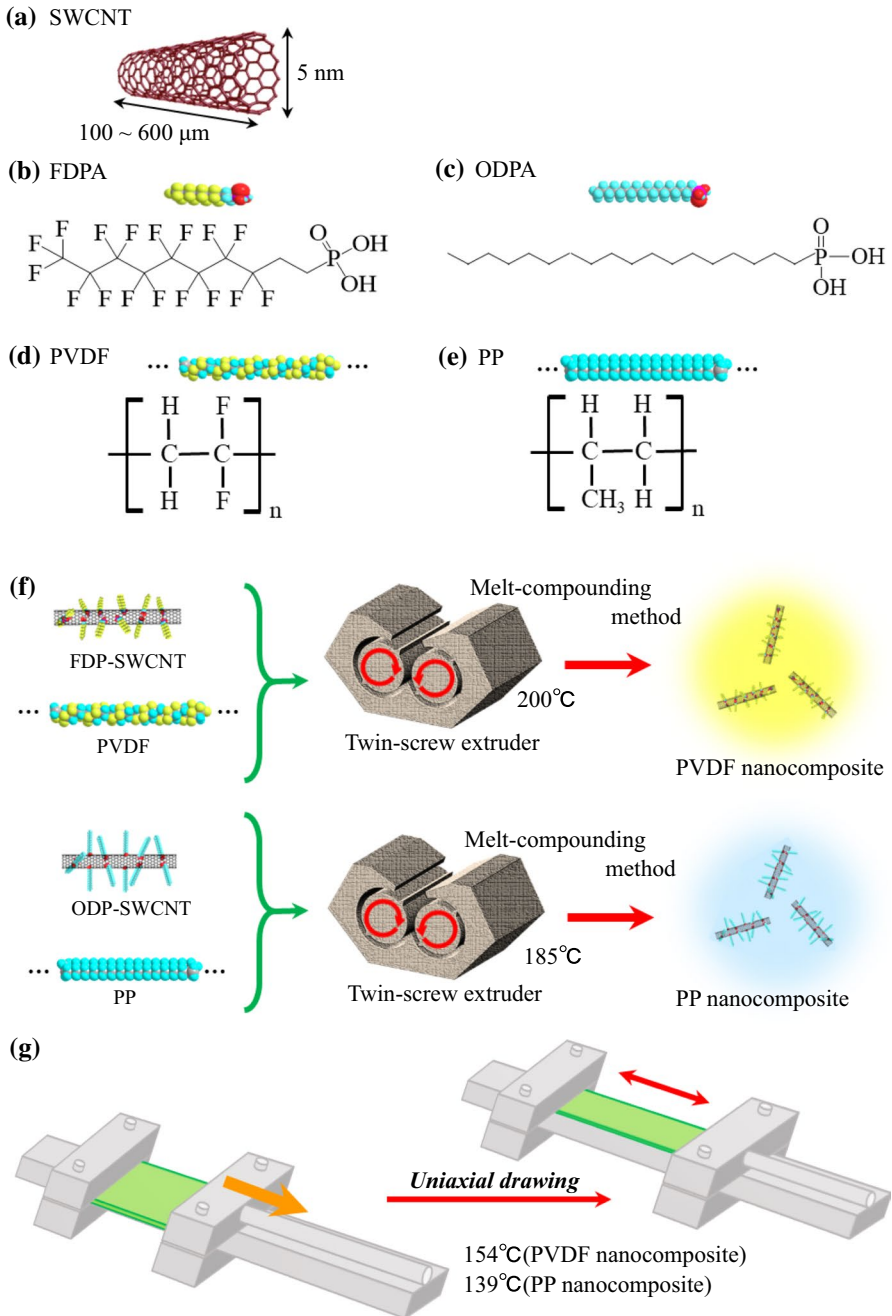 (a) SWCNT
5 nm
100 ~ 600 μm
(b) FDPA
(c) ODPA
F F F F F
F
F
F
F F F F F F F F
F F
O
P
OH
OH
O
P
OH
OH
(d) PVDF
... ...
(e) PP
... ...
H F
C C
H F
n
H H
C C
CH₃ H
n
(f)
FDP-SWCNT
... ...
PVDF
Twin-screw extruder
Melt-compounding
method
200℃
PVDF nanocomposite
ODP-SWCNT
... ...
PP
Twin-screw extruder
Melt-compounding
method
185℃
PP nanocomposite
(g)
Uniaxial drawing
154℃(PVDF nanocomposite)
139℃(PP nanocomposite)